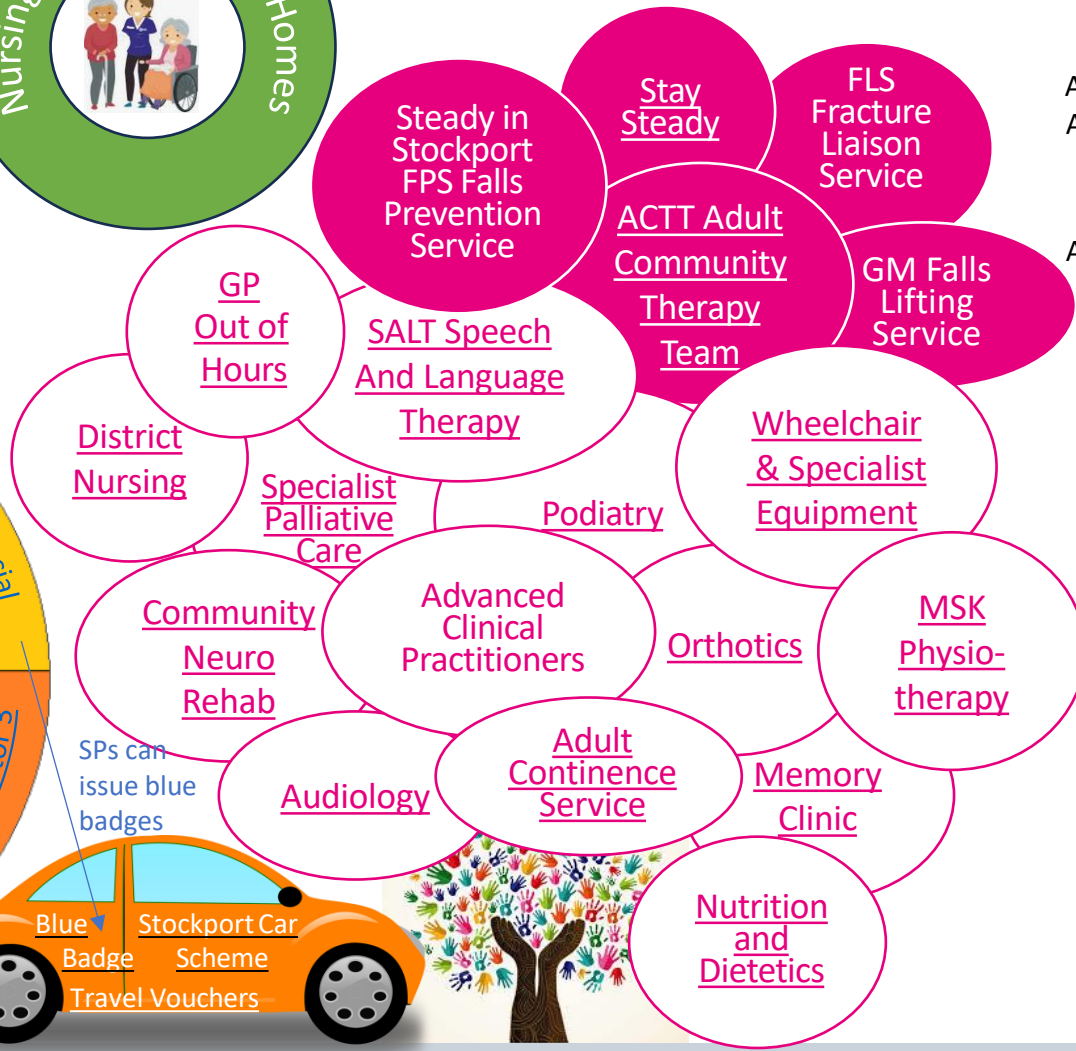 Nursing
Homes
Stay
Steady
FLS
Fracture
Liaison
Service
Steady in
Stockport
FPS Falls
Prevention
Service
ACTT Adult
Community
Therapy
Team
GM Falls
Lifting
Service
GP
Out of
Hours
SALT Speech
And Language
Therapy
District
Nursing
Specialist
Palliative
Care
Podiatry
Wheelchair
& Specialist
Equipment
Community
Neuro
Rehab
Advanced
Clinical
Practitioners
Orthotics
MSK
Physio-
therapy
SPs can
issue blue
badges
Audiology
Adult
Continence
Service
Memory
Clinic
Nutrition
and
Dietetics
Blue
Badge
Stockport Car
Scheme
Travel Vouchers
A
A
A